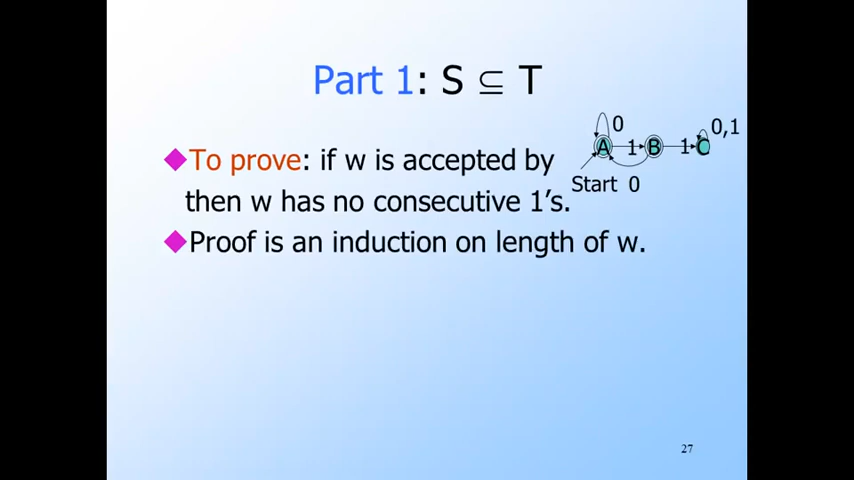 Part 1: S ⊆ T
0
0,1
A 1 B 1 C
Start 0
To prove: if w is accepted by
then w has no consecutive 1’s.
Proof is an induction on length of w.
27